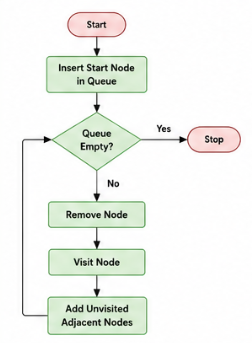 Start
Insert Start Node
in Queue
Queue
Empty?
Yes
Stop
No
Remove Node
Visit Node
Add Unvisited
Adjacent Nodes